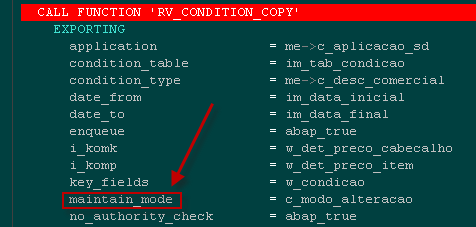 CALL FUNCTION 'RV_CONDITION_COPY'
EXPORTING
application = me->c_aplicacao_sd
condition_table = im_tab_condicao
condition_type = me->c_desc_comercial
date_from = im_data_inicial
date_to = im_data_final
enqueue = abap_true
i_komk = w_det_preco_cabecalho
i_komp = w_det_preco_item
key_fields = w_condicao
maintain_mode = c_modo_alteracao
no_authority_check = abap_true